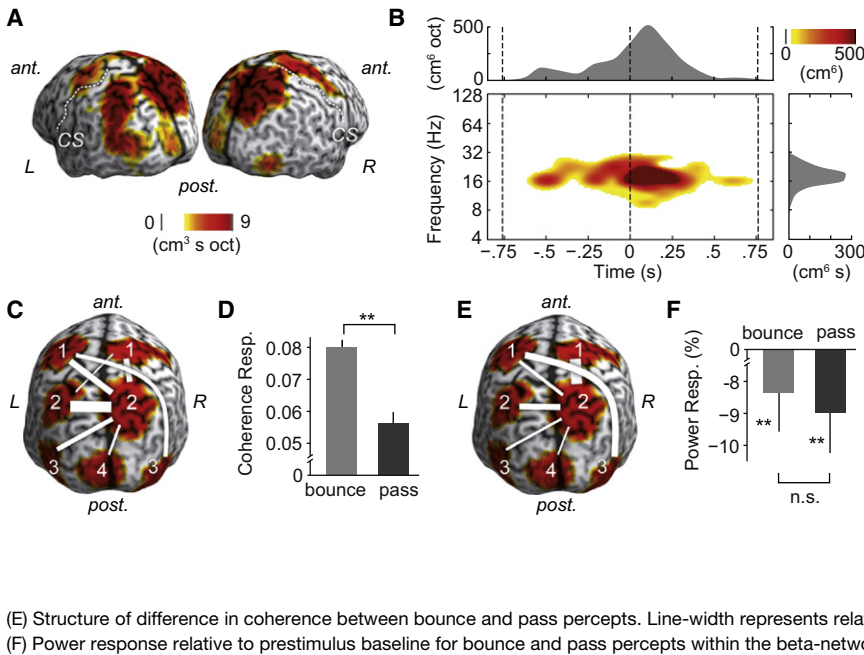 A
ant.
ant.
CS
CS
L
R
post.
0
9
(cm³ s oct)
B
500
0
(cm⁶ oct)
0
500
(cm⁶)
128
64
32
16
8
4
Frequency (Hz)
-.75
-.5
-.25
0
.25
.5
.75
Time (s)
0
300
(cm⁶ s)
C
ant.
1
1
L
2
2
R
3
4
3
post.
D
**
0.08
0.07
0.06
0.05
0
Coherence Resp.
bounce
pass
E
ant.
1
1
L
2
2
R
3
4
3
post.
F
bounce
pass
0
-8
-9
-10
Power Resp. (%)
**
**
n.s.
(E) Structure of difference in coherence between bounce and pass percepts. Line-width represents rela
(F) Power response relative to prestimulus baseline for bounce and pass percepts within the beta-netw